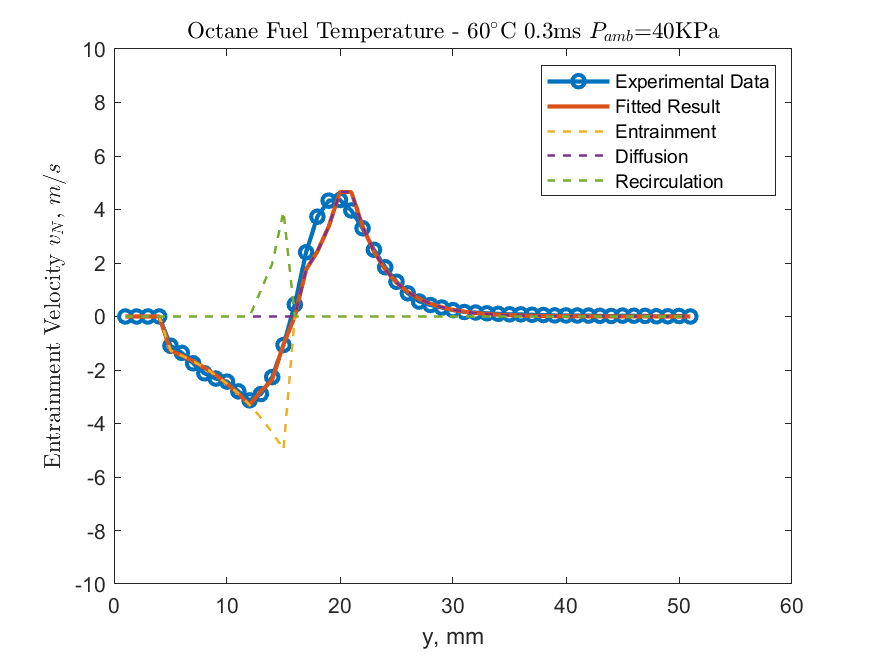 Octane Fuel Temperature - 60°C 0.3ms P_amb=40KPa
10
8
6
4
2
0
-2
-4
-6
-8
-10
Entrainment Velocity v_N, m/s
Experimental Data
Fitted Result
Entrainment
Diffusion
Recirculation
0 10 20 30 40 50 60
y, mm